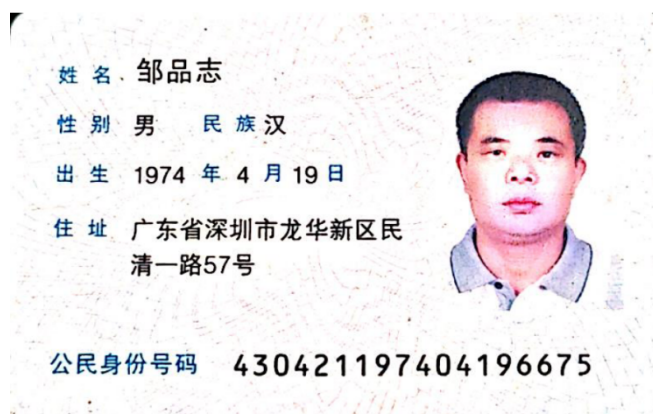 姓名 邹品志
性别 男 民族 汉
出生 1974 年 4 月 19 日
住址 广东省深圳市龙华新区民
清一路57号
公民身份号码 430421197404196675